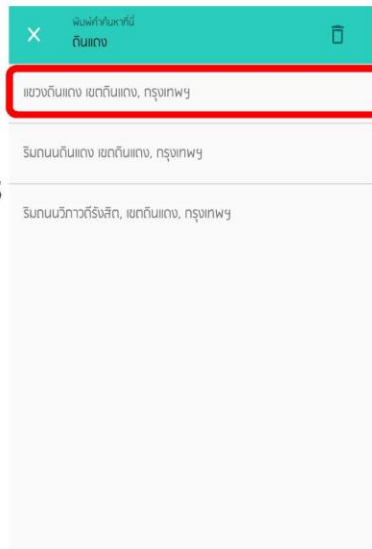 พิมพ์คำค้นหาที่นี่
ดินแดง
แขวงดินแดง เขตดินแดง, กรุงเทพฯ
ริมถนนดินแดง เขตดินแดง, กรุงเทพฯ
ริมถนนวิภาวดีรังสิต, เขตดินแดง, กรุงเทพฯ